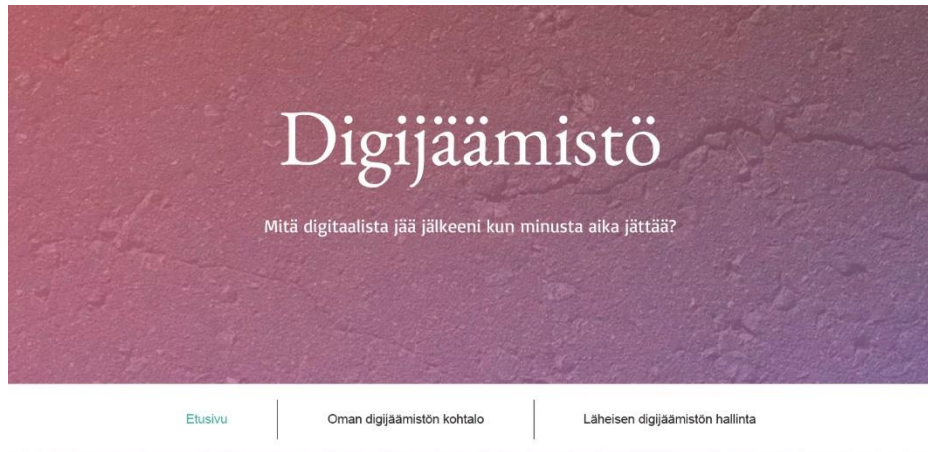 Digijäämistö
Mitä digitaalista jää jälkeeni kun minusta aika jättää?
Etusivu
Oman digijäämistön kohtalo
Läheisen digijäämistön hallinta